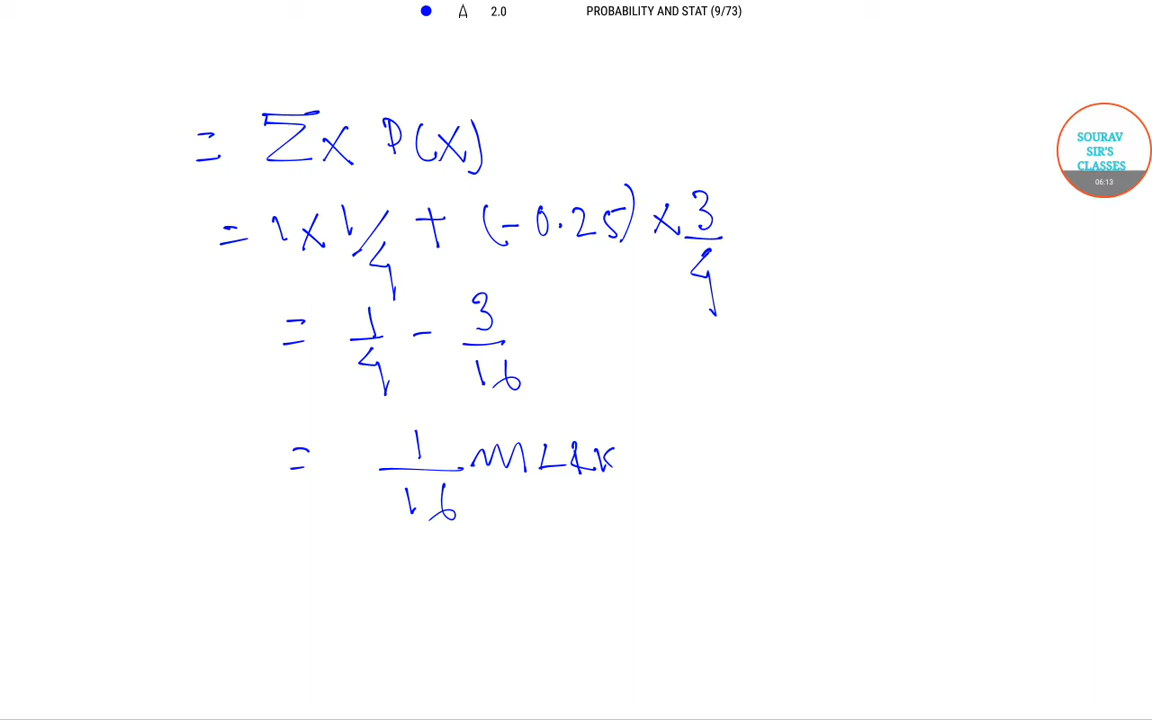 2.0 PROBABILITY AND STAT (9/73)
= Σx P(x)
SOURAV
SIR'S
CLASSES
06:13
= 1 × 1/4 + (-0.25) × 3/4
= 1/4 - 3/16
= 1/16